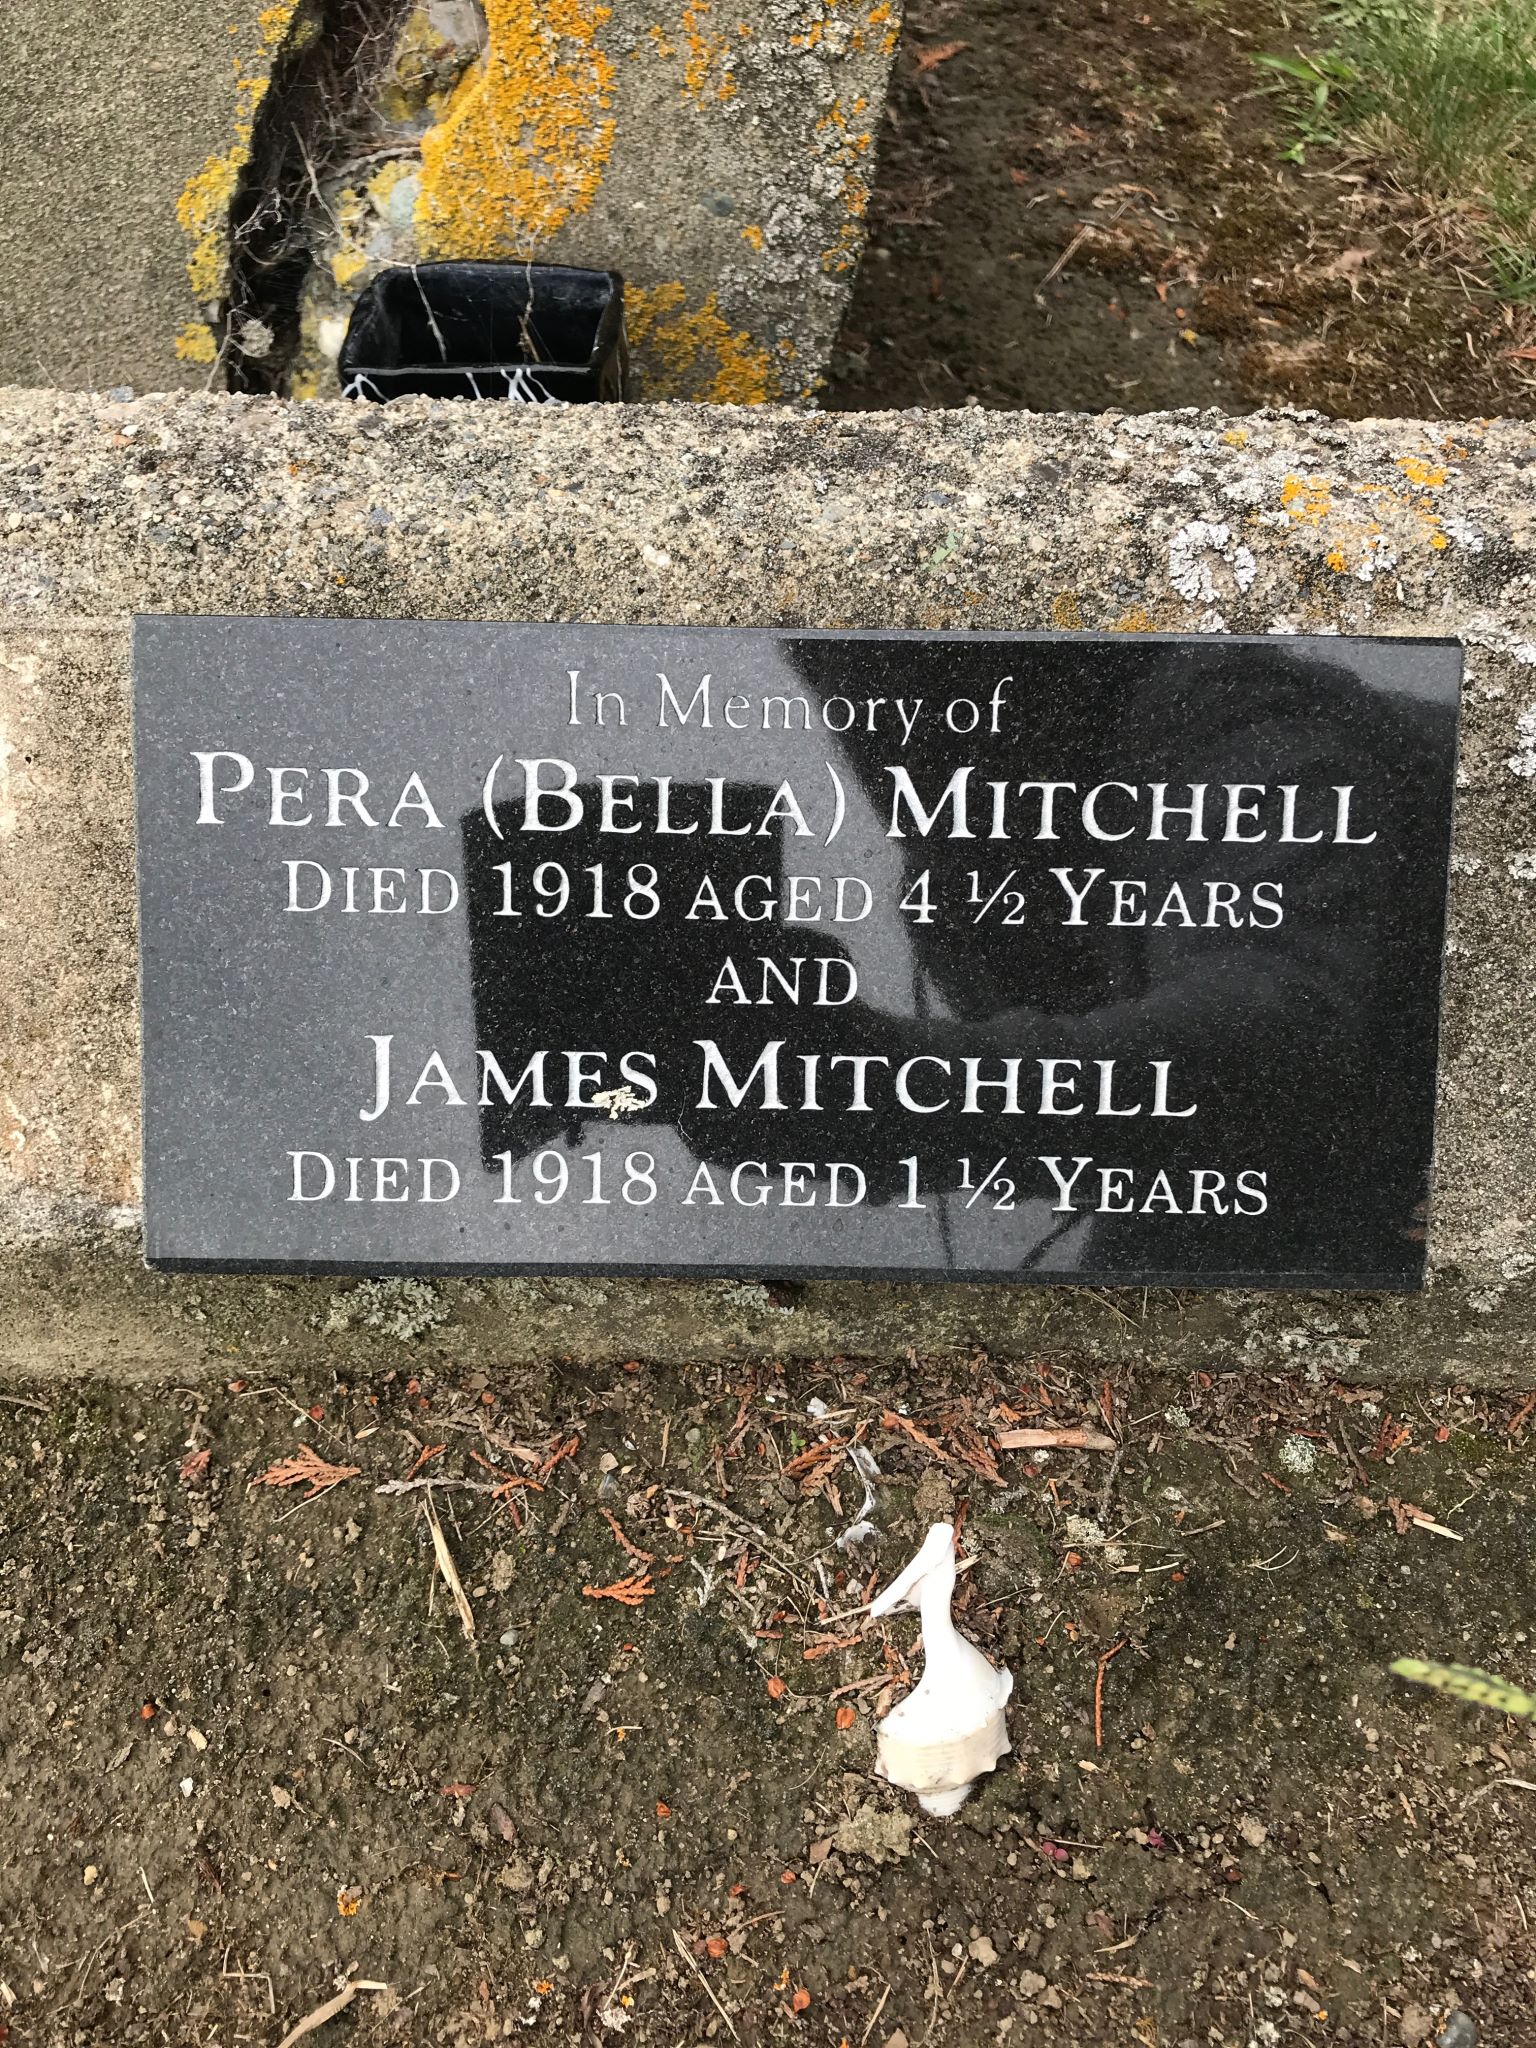 In Memory of
PERA (BELLA) MITCHELL
DIED 1918 AGED 4 ½ YEARS
AND
JAMES MITCHELL
DIED 1918 AGED 1 ½ YEARS